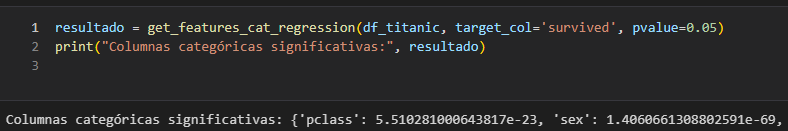 1 resultado = get_features_cat_regression(df_titanic, target_col='survived', pvalue=0.05)
2 print("Columnas categóricas significativas:", resultado)
3
Columnas categóricas significativas: {'pclass': 5.510281000643817e-23, 'sex': 1.4060661308802591e-69,